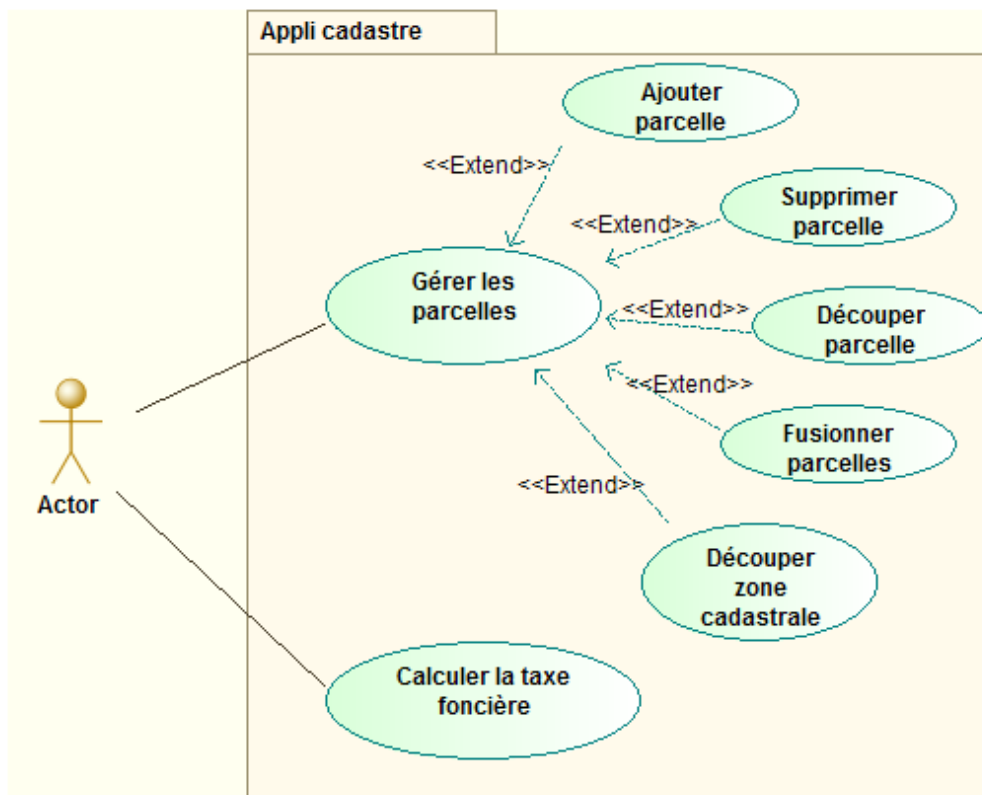 Appli cadastre
Ajouter
parcelle
<<Extend>>
Supprimer
parcelle
<<Extend>>
Gérer les
parcelles
<<Extend>>
Découper
parcelle
<<Extend>>
Fusionner
parcelles
<<Extend>>
Actor
Découper
zone
cadastrale
Calculer la taxe
foncière